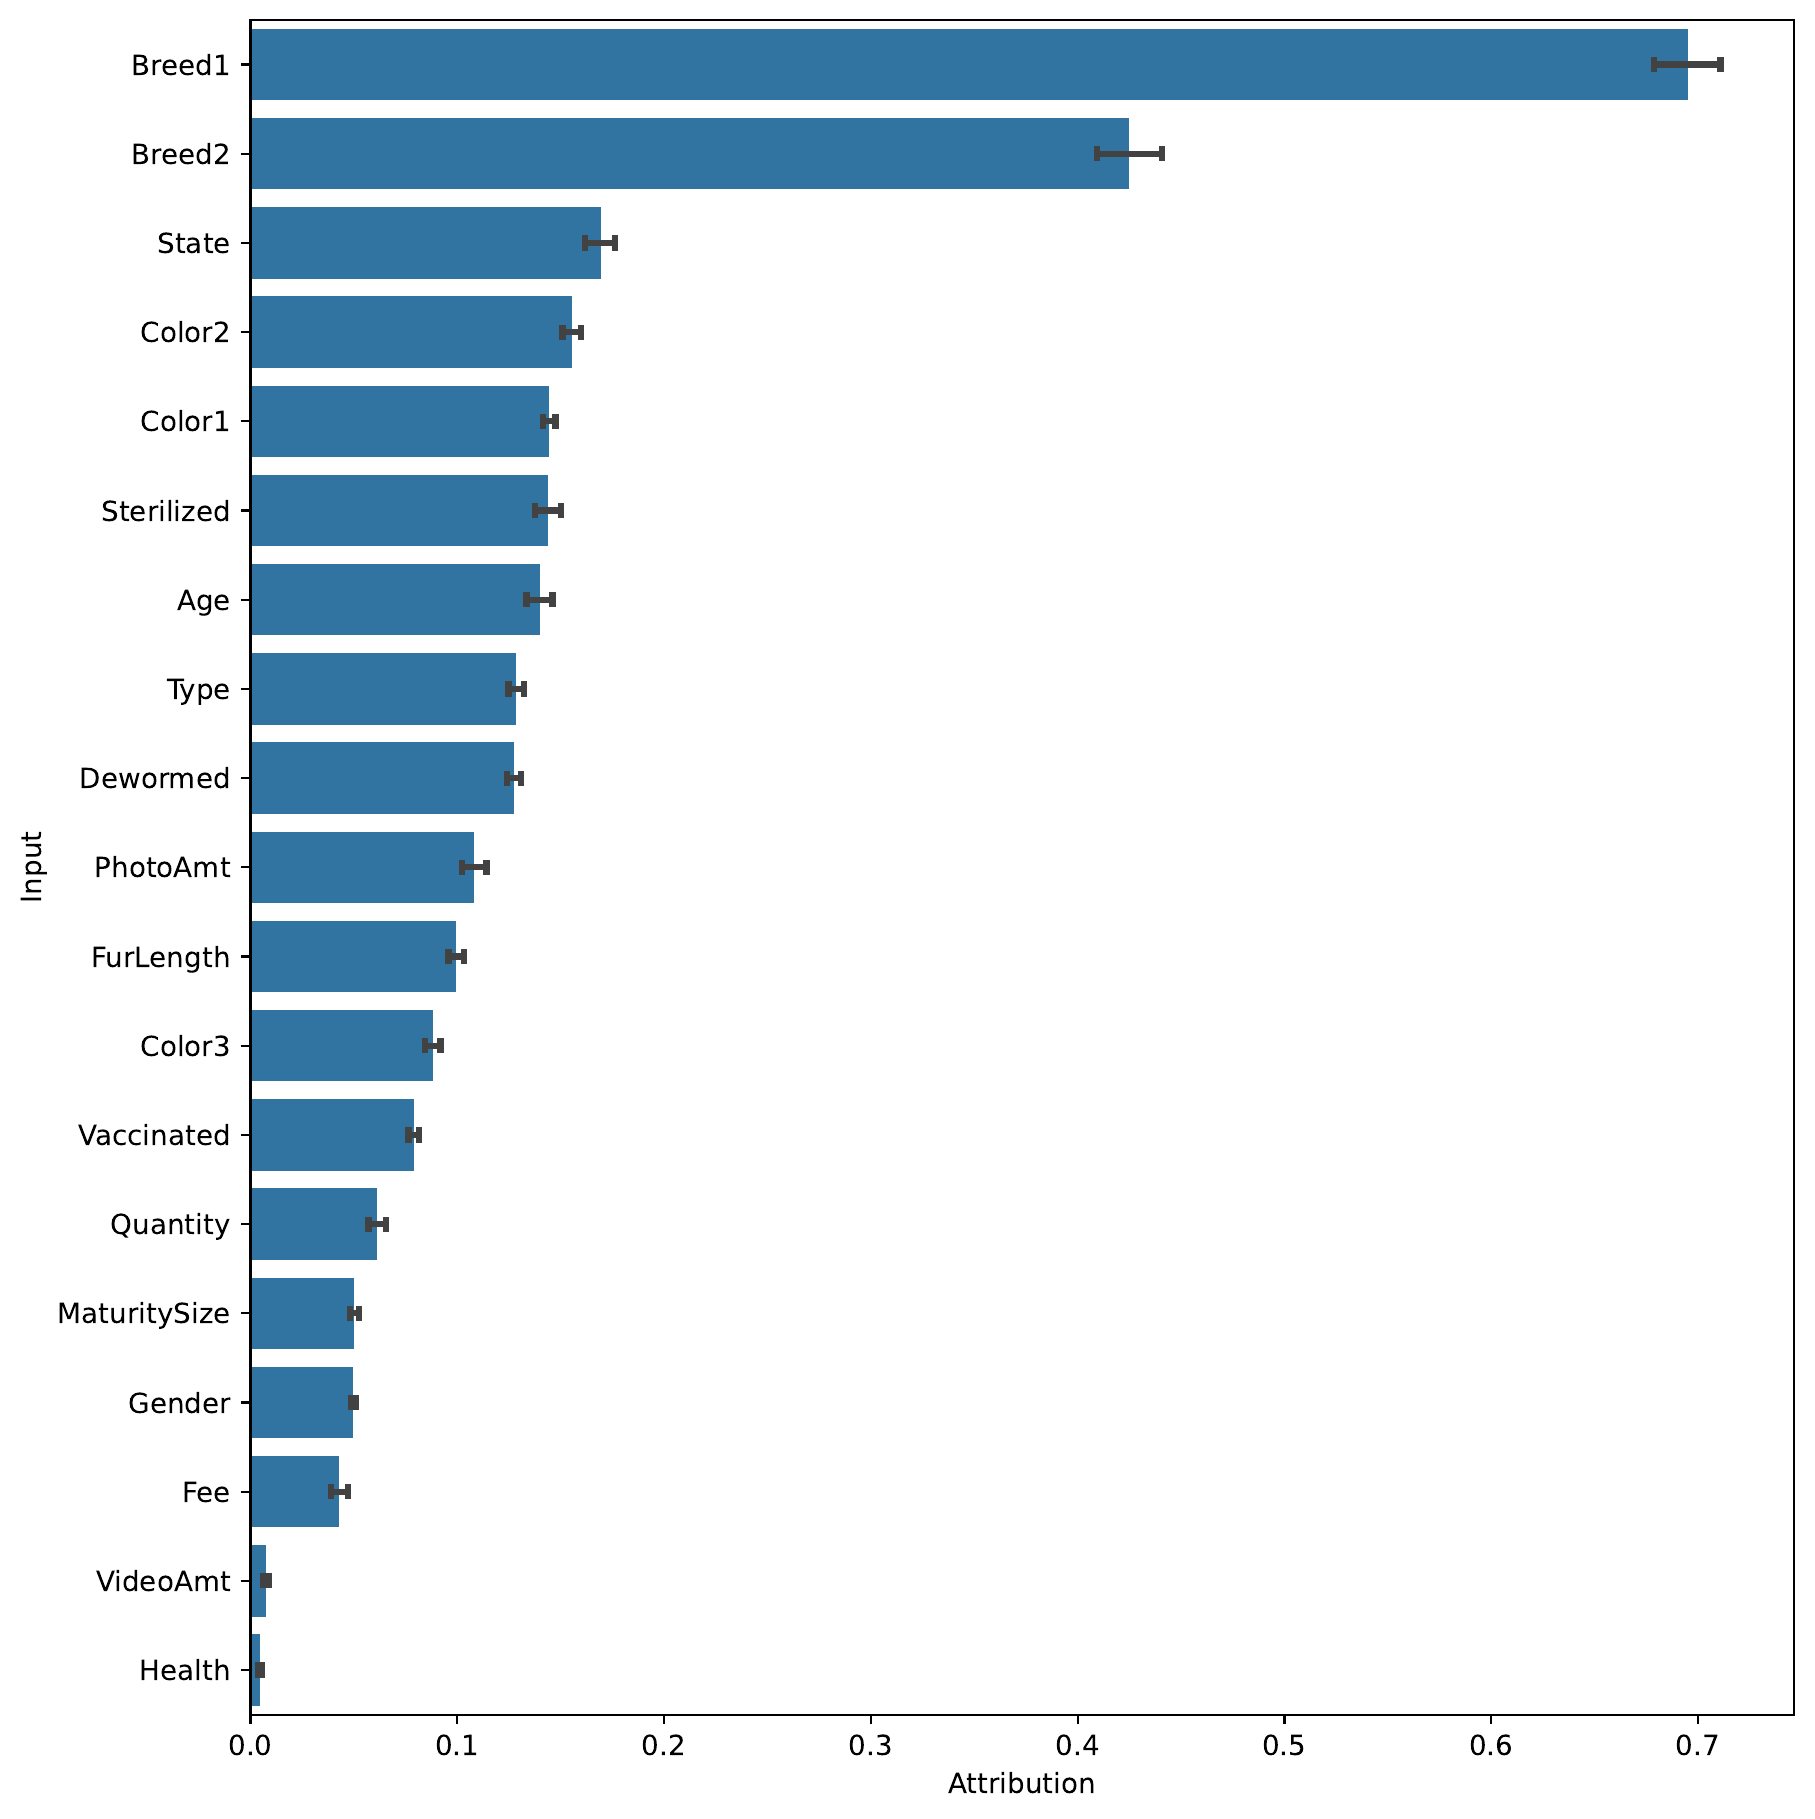 Breed1
Breed2
State
Color2
Color1
Sterilized
Age
Type
Dewormed
PhotoAmt
FurLength
Color3
Vaccinated
Quantity
MaturitySize
Gender
Fee
VideoAmt
Health
Input
0.0 0.1 0.2 0.3 0.4 0.5 0.6 0.7
Attribution